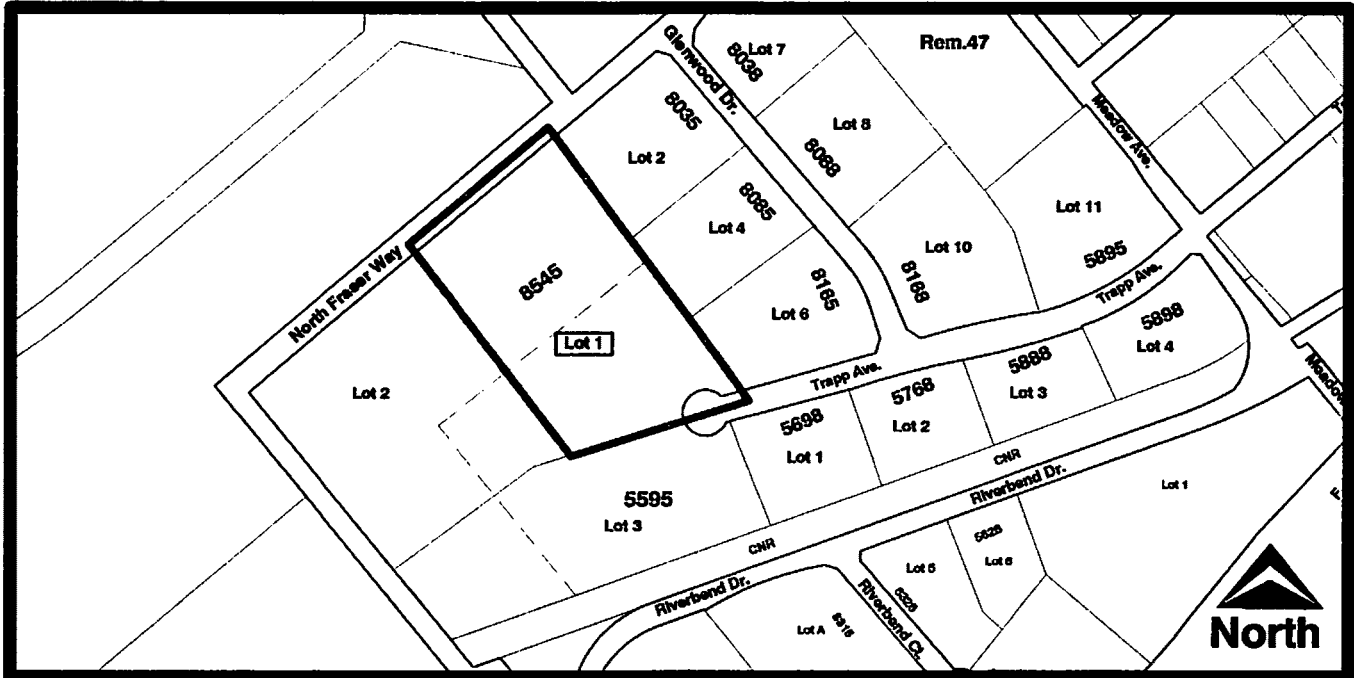 Glenwood Dr.
Lot 7
8038
Rem.47
8035
Lot 2
Lot 8
8088
Meadow Ave.
8085
Lot 4
Lot 11
Lot 10
5895
8168
8165
Lot 6
Trapp Ave.
North Fraser Way
8545
Lot 1
Lot 2
Trapp Ave.
5898
Lot 4
5888
Lot 3
5768
Lot 2
5698
Lot 1
5595
Lot 3
CNR
Riverbend Dr.
Lot 1
CNR
Riverbend Dr.
5628
Lot 6
Lot 5
Riverbend Ct.
Lot A
North